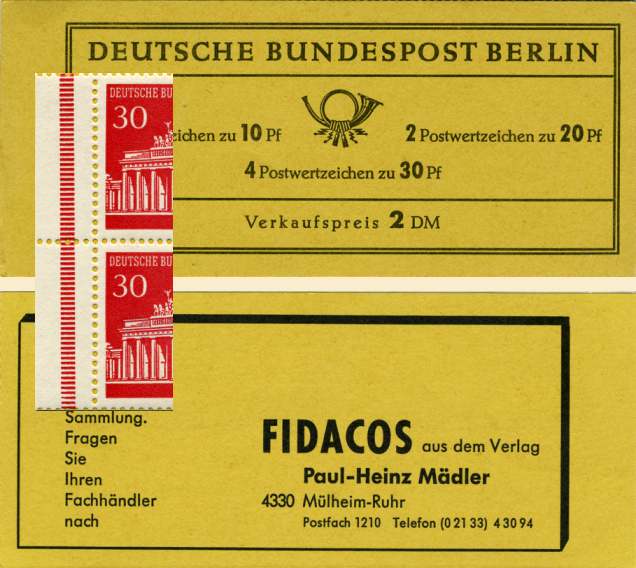 DEUTSCHE BUNDESPOST BERLIN
zu 10 Pf 2 Postwertzeichen zu 20 Pf
4 Postwertzeichen zu 30 Pf
Verkaufspreis 2 DM
DEUTSCHE BU
30
DEUTSCHE BU
30
Sammlung.
Fragen
Sie
Ihren
Fachhändler
nach
FIDACOS aus dem Verlag
Paul-Heinz Mädler
4330 Mülheim-Ruhr
Postfach 1210 Telefon (0 21 33) 4 30 94